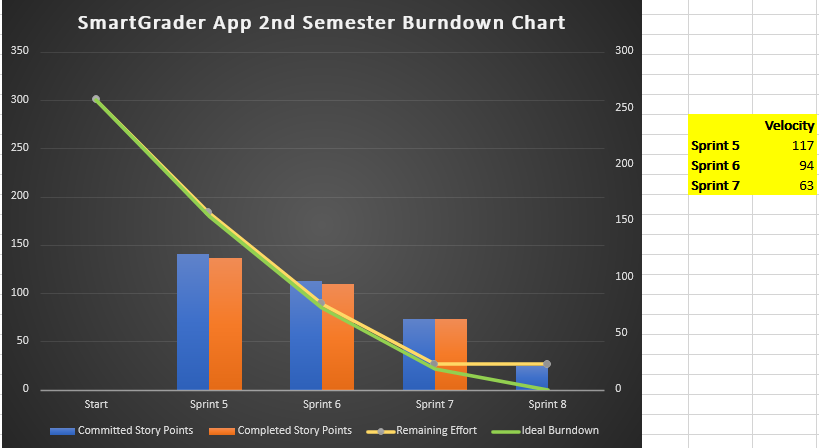 SmartGrader App 2nd Semester Burndown Chart
350 300
300 250
250 200
200 150
150 100
100 50
50 0
0
Start Sprint 5 Sprint 6 Sprint 7 Sprint 8
Committed Story Points Completed Story Points Remaining Effort Ideal Burndown
Velocity
Sprint 5 117
Sprint 6 94
Sprint 7 63